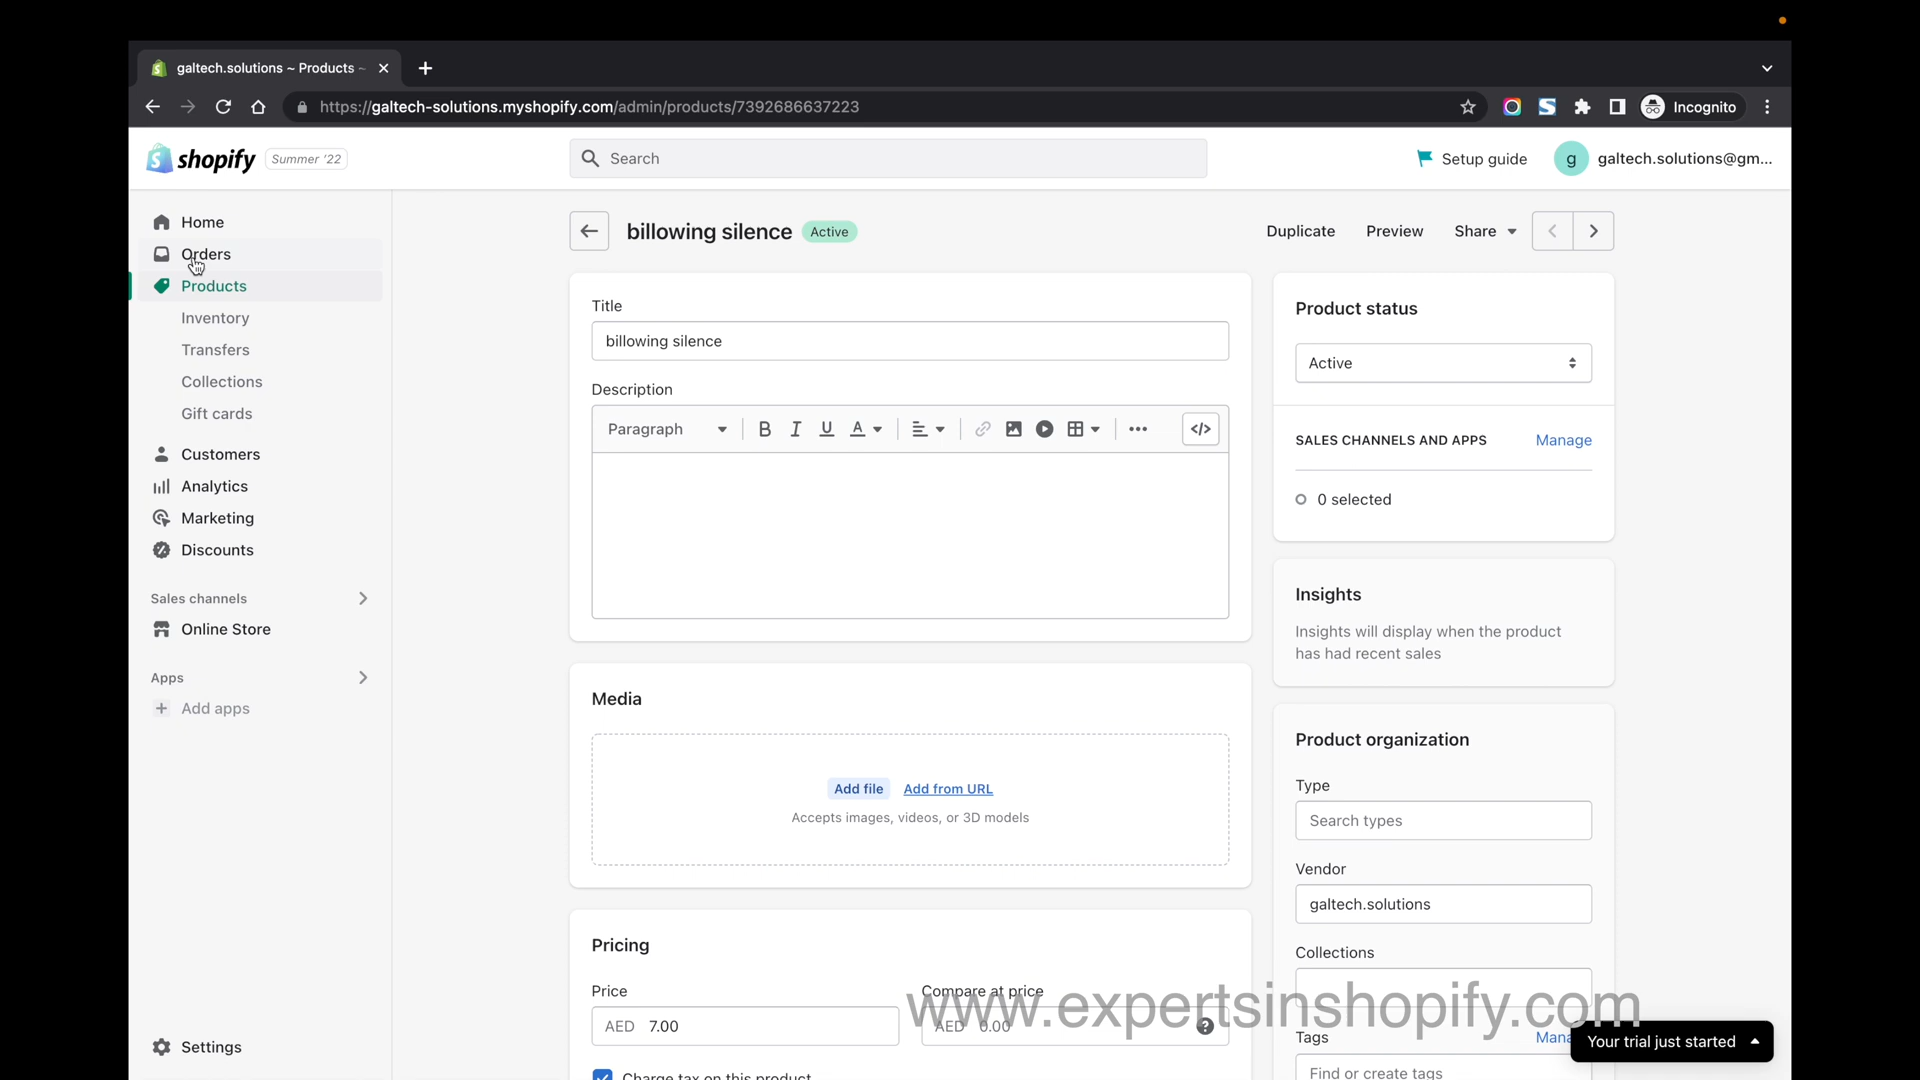 galtech.solutions ~ Products ~
https://galtech-solutions.myshopify.com/admin/products/7392686637223
Incognito
shopify
Summer '22
Search
Setup guide
g
galtech.solutions@gm...
Home
Orders
Products
Inventory
Transfers
Collections
Gift cards
Customers
Analytics
Marketing
Discounts
Sales channels
Online Store
Apps
Add apps
Settings
billowing silence
Active
Duplicate
Preview
Share
Title
billowing silence
Description
Paragraph
B I U A
</>
Media
Add file
Add from URL
Accepts images, videos, or 3D models
Pricing
Price
AED 7.00
Compare at price
AED 0.00
Charge tax on this product
Product status
Active
SALES CHANNELS AND APPS
Manage
0 selected
Insights
Insights will display when the product
has had recent sales
Product organization
Type
Search types
Vendor
galtech.solutions
Collections
Tags
Mana
Find or create tags
www.expertsinshopify.com
Your trial just started